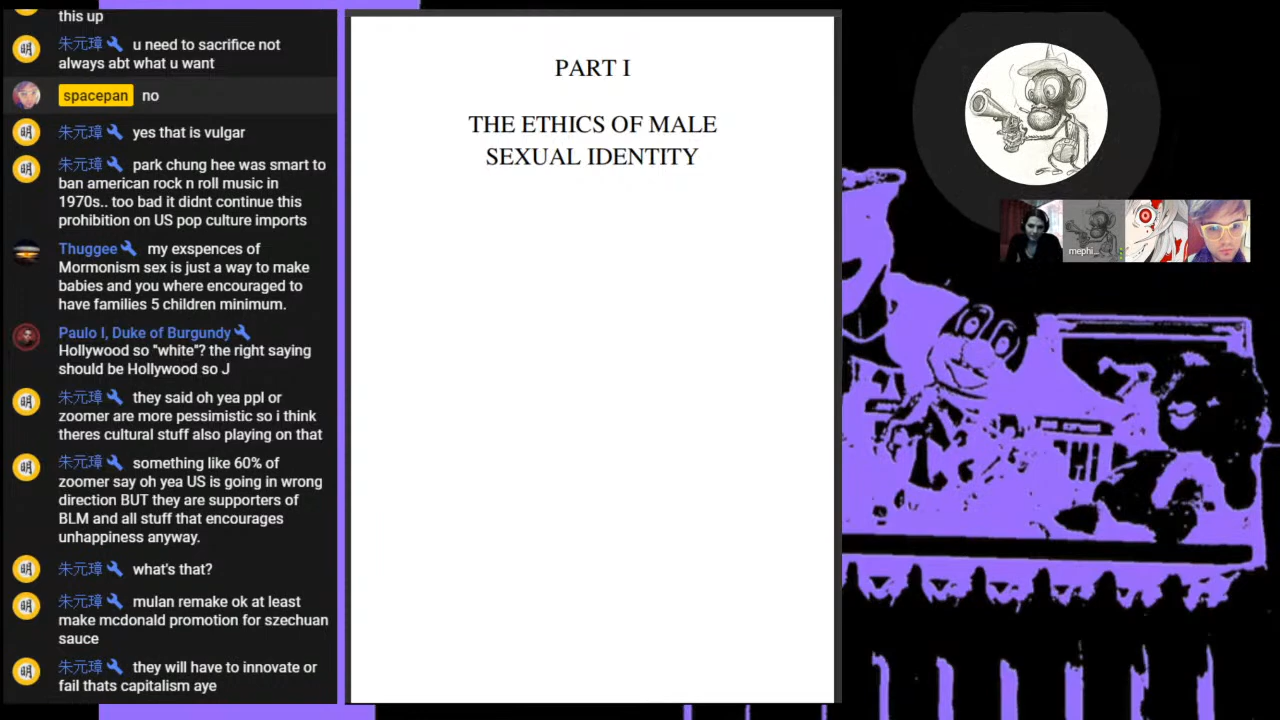 this up
朱元璋 u need to sacrifice not
always abt what u want
spacepan no
朱元璋 yes that is vulgar
朱元璋 park chung hee was smart to
ban american rock n roll music in
1970s.. too bad it didnt continue this
prohibition on US pop culture imports
Thuggee my exspences of
Mormonism sex is just a way to make
babies and you where encouraged to
have families 5 children minimum.
Paulo I, Duke of Burgundy
Hollywood so "white"? the right saying
should be Hollywood so J
朱元璋 they said oh yea ppl or
zoomer are more pessimistic so i think
theres cultural stuff also playing on that
朱元璋 something like 60% of
zoomer say oh yea US is going in wrong
direction BUT they are supporters of
BLM and all stuff that encourages
unhappiness anyway.
朱元璋 what's that?
朱元璋 mulan remake ok at least
make mcdonald promotion for szechuan
sauce
朱元璋 they will have to innovate or
fail thats capitalism aye
PART I
THE ETHICS OF MALE
SEXUAL IDENTITY
mephi...